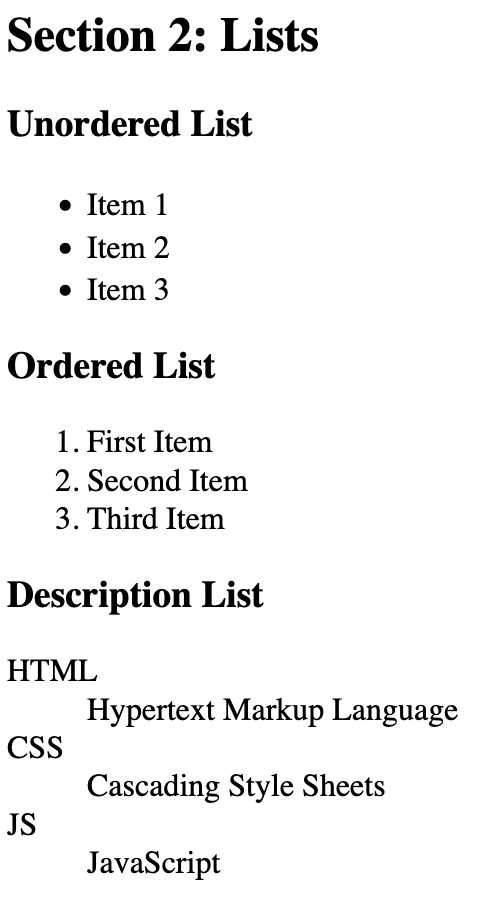 Section 2: Lists
Unordered List
• Item 1
• Item 2
• Item 3
Ordered List
1. First Item
2. Second Item
3. Third Item
Description List
HTML
Hypertext Markup Language
CSS
Cascading Style Sheets
JS
JavaScript